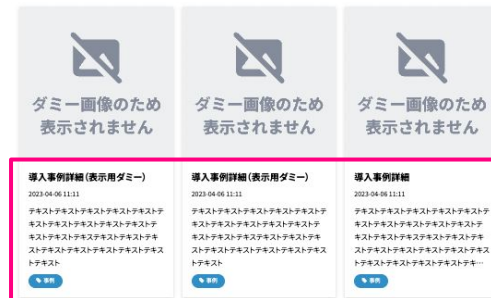 ダミー画像のため
表示されません
ダミー画像のため
表示されません
ダミー画像のため
表示されません
導入事例詳細(表示用ダミー)
2023-04-06 11:11
テキストテキストテキストテキストテキストテ
キストテキストテキストテキストテキストテ
キストテキストテキストテキストテキストテキ
ストテキストテキストテキストテキストテキス
トテキスト
事例
導入事例詳細(表示用ダミー)
2023-04-06 11:11
テキストテキストテキストテキストテキストテ
キストテキストテキストテキストテキストテ
キストテキストテキストテキストテキストテキ
ストテキストテキストテキストテキストテキス
トテキスト
事例
導入事例詳細
2023-04-06 11:11
テキストテキストテキストテキストテキストテキスト
テキストテキストテキストテキストテキストテ
キストテキストテキストテキストテキストテキ
ストテキストテキストテキストテキストテキス
トテキストテキストテキストテキストテキ…
事例